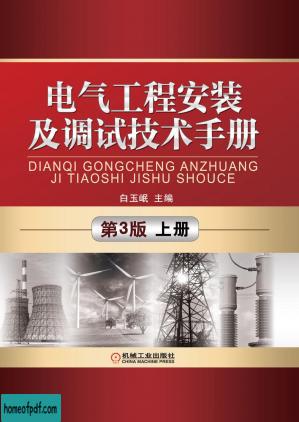 电气工程安装
及调试技术手册
DIANQI GONGCHENG ANZHUANG
JI TIAOSHI JISHU SHOUCE
白玉岷 主编
第3版 上册
机械工业出版社
CHINA MACHINE PRESS
homeofpdf.com